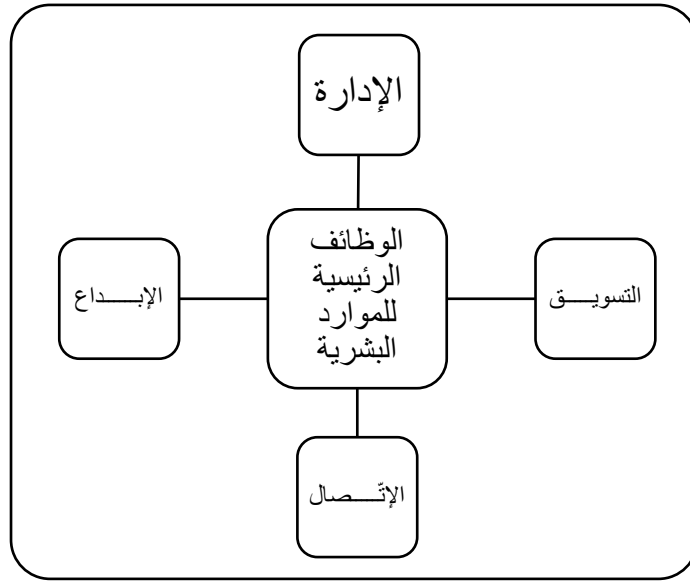 الإدارة
الوظائف
الرئيسية
للموارد
البشرية
التسويـــق
الإبـــداع
الإتّـــصال